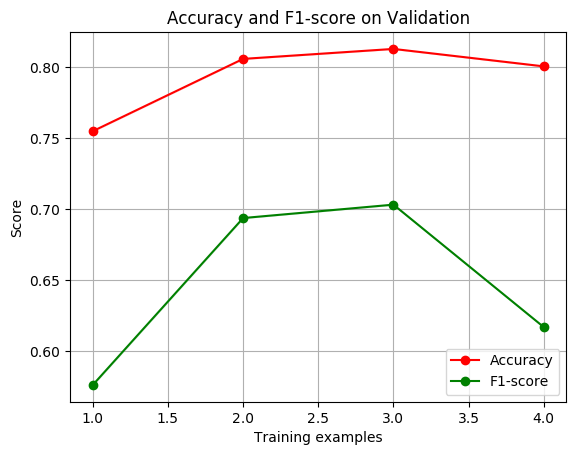 Accuracy and F1-score on Validation
Score
0.80
0.75
0.70
0.65
0.60
Accuracy
F1-score
1.0 1.5 2.0 2.5 3.0 3.5 4.0
Training examples